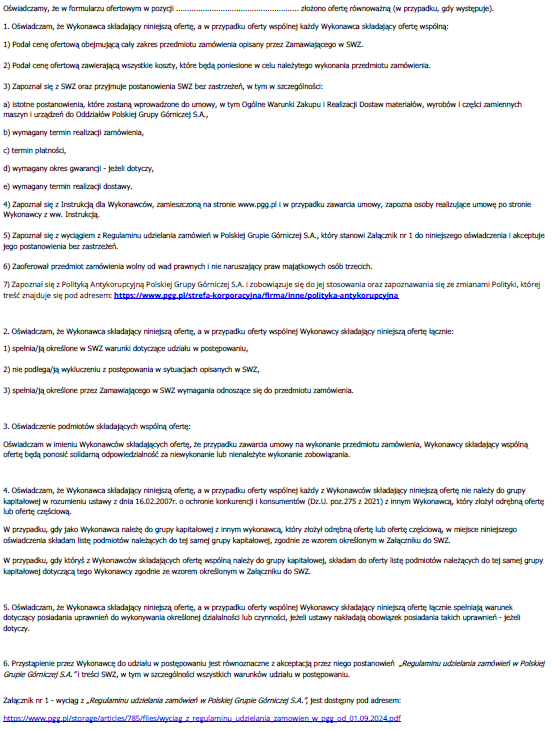 Oświadczamy, że w formularzu ofertowym w pozycji ............................................................ złożono ofertę równoważną (w przypadku, gdy występuje).
1. Oświadczam, że Wykonawca składający niniejszą ofertę, a w przypadku oferty wspólnej każdy Wykonawca składający ofertę wspólną:
1) Podał cenę ofertową obejmującą cały zakres przedmiotu zamówienia opisany przez Zamawiającego w SWZ.
2) Podał cenę ofertową zawierającą wszystkie koszty, które będą poniesione w celu należytego wykonania przedmiotu zamówienia.
3) Zapoznał się z SWZ oraz przyjmuje postanowienia SWZ bez zastrzeżeń, w tym w szczególności:
a) istotne postanowienia, które zostaną wprowadzone do umowy, w tym Ogólne Warunki Zakupu i Realizacji Dostaw materiałów, wyrobów i części zamiennych
maszyn i urządzeń do Oddziałów Polskiej Grupy Górniczej S.A.,
b) wymagany termin realizacji zamówienia,
c) termin płatności,
d) wymagany okres gwarancji - jeżeli dotyczy,
e) wymagany termin realizacji dostawy.
4) Zapoznał się z Instrukcją dla Wykonawców, zamieszczoną na stronie www.pgg.pl i w przypadku zawarcia umowy, zapozna osoby realizujące umowę po stronie
Wykonawcy z ww. Instrukcją.
5) Zapoznał się z wyciągiem z Regulaminu udzielania zamówień w Polskiej Grupie Górniczej S.A., który stanowi Załącznik nr 1 do niniejszego oświadczenia i akceptuje
jego postanowienia bez zastrzeżeń.
6) Zaoferował przedmiot zamówienia wolny od wad prawnych i nie naruszający praw majątkowych osób trzecich.
7) Zapoznał się z Polityką Antykorupcyjną Polskiej Grupy Górniczej S.A. i zobowiązuje się do jej stosowania oraz zapoznawania się ze zmianami Polityki, której
treść znajduje się pod adresem: https://www.pgg.pl/strefa-korporacyjna/firma/inne/polityka-antykorupcyjna
2. Oświadczam, że Wykonawca składający niniejszą ofertę, a w przypadku oferty wspólnej Wykonawcy składający niniejszą ofertę łącznie:
1) spełnia/ją określone w SWZ warunki dotyczące udziału w postępowaniu,
2) nie podlega/ją wykluczeniu z postępowania w sytuacjach opisanych w SWZ,
3) spełnia/ją określone przez Zamawiającego w SWZ wymagania odnoszące się do przedmiotu zamówienia.
3. Oświadczenie podmiotów składających wspólną ofertę:
Oświadczam w imieniu Wykonawców składających ofertę, że przypadku zawarcia umowy na wykonanie przedmiotu zamówienia, Wykonawcy składający wspólną
ofertę będą ponosić solidarną odpowiedzialność za niewykonanie lub nienależyte wykonanie zobowiązania.
4. Oświadczam, że Wykonawca składający niniejszą ofertę, a w przypadku oferty wspólnej każdy z Wykonawców składający niniejszą ofertę nie należy do grupy
kapitałowej w rozumieniu ustawy z dnia 16.02.2007r. o ochronie konkurencji i konsumentów (Dz.U. poz.275 z 2021) z innym Wykonawcą, który złożył odrębną ofertę
lub ofertę częściową.
W przypadku, gdy jako Wykonawca należę do grupy kapitałowej z innym wykonawcą, który złożył odrębną ofertę lub ofertę częściową, w miejsce niniejszego
oświadczenia składam listę podmiotów należących do tej samej grupy kapitałowej, zgodnie ze wzorem określonym w Załączniku do SWZ.
W przypadku, gdy któryś z Wykonawców składających ofertę wspólną należy do grupy kapitałowej, składam do oferty listę podmiotów należących do tej samej grupy
kapitałowej dotyczącą tego Wykonawcy zgodnie ze wzorem określonym w Załączniku do SWZ.
5. Oświadczam, że Wykonawca składający niniejszą ofertę, a w przypadku oferty wspólnej Wykonawcy składający niniejszą ofertę łącznie spełniają warunek
dotyczący posiadania uprawnień do wykonywania określonej działalności lub czynności, jeżeli ustawy nakładają obowiązek posiadania takich uprawnień - jeżeli
dotyczy.
6. Przystąpienie przez Wykonawcę do udziału w postępowaniu jest równoznaczne z akceptacją przez niego postanowień „Regulaminu udzielania zamówień w Polskiej
Grupie Górniczej S.A.” i treści SWZ, w tym w szczególności wszystkich warunków udziału w postępowaniu.
Załącznik nr 1 - wyciąg z „Regulaminu udzielania zamówień w Polskiej Grupie Górniczej S.A.”, jest dostępny pod adresem:
https://www.pgg.pl/storage/articles/785/files/wyciag_z_regulaminu_udzielania_zamowien_w_pgg_od_01.09.2024.pdf